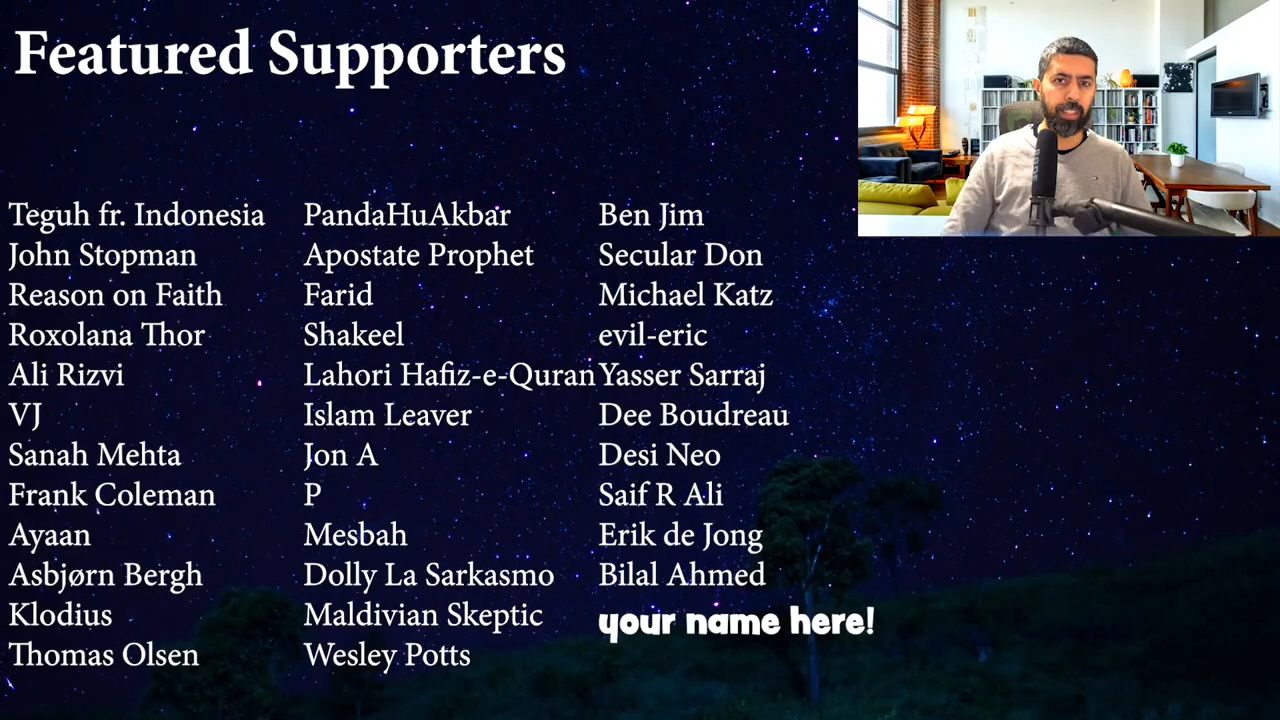 Featured Supporters
Teguh fr. Indonesia
John Stopman
Reason on Faith
Roxolana Thor
Ali Rizvi
VJ
Sanah Mehta
Frank Coleman
Ayaan
Asbjørn Bergh
Klodius
Thomas Olsen
PandaHuAkbar
Apostate Prophet
Farid
Shakeel
Lahori Hafiz-e-Quran
Islam Leaver
Jon A
P
Mesbah
Dolly La Sarkasmo
Maldivian Skeptic
Wesley Potts
Ben Jim
Secular Don
Michael Katz
evil-eric
Yasser Sarraj
Dee Boudreau
Desi Neo
Saif R Ali
Erik de Jong
Bilal Ahmed
your name here!